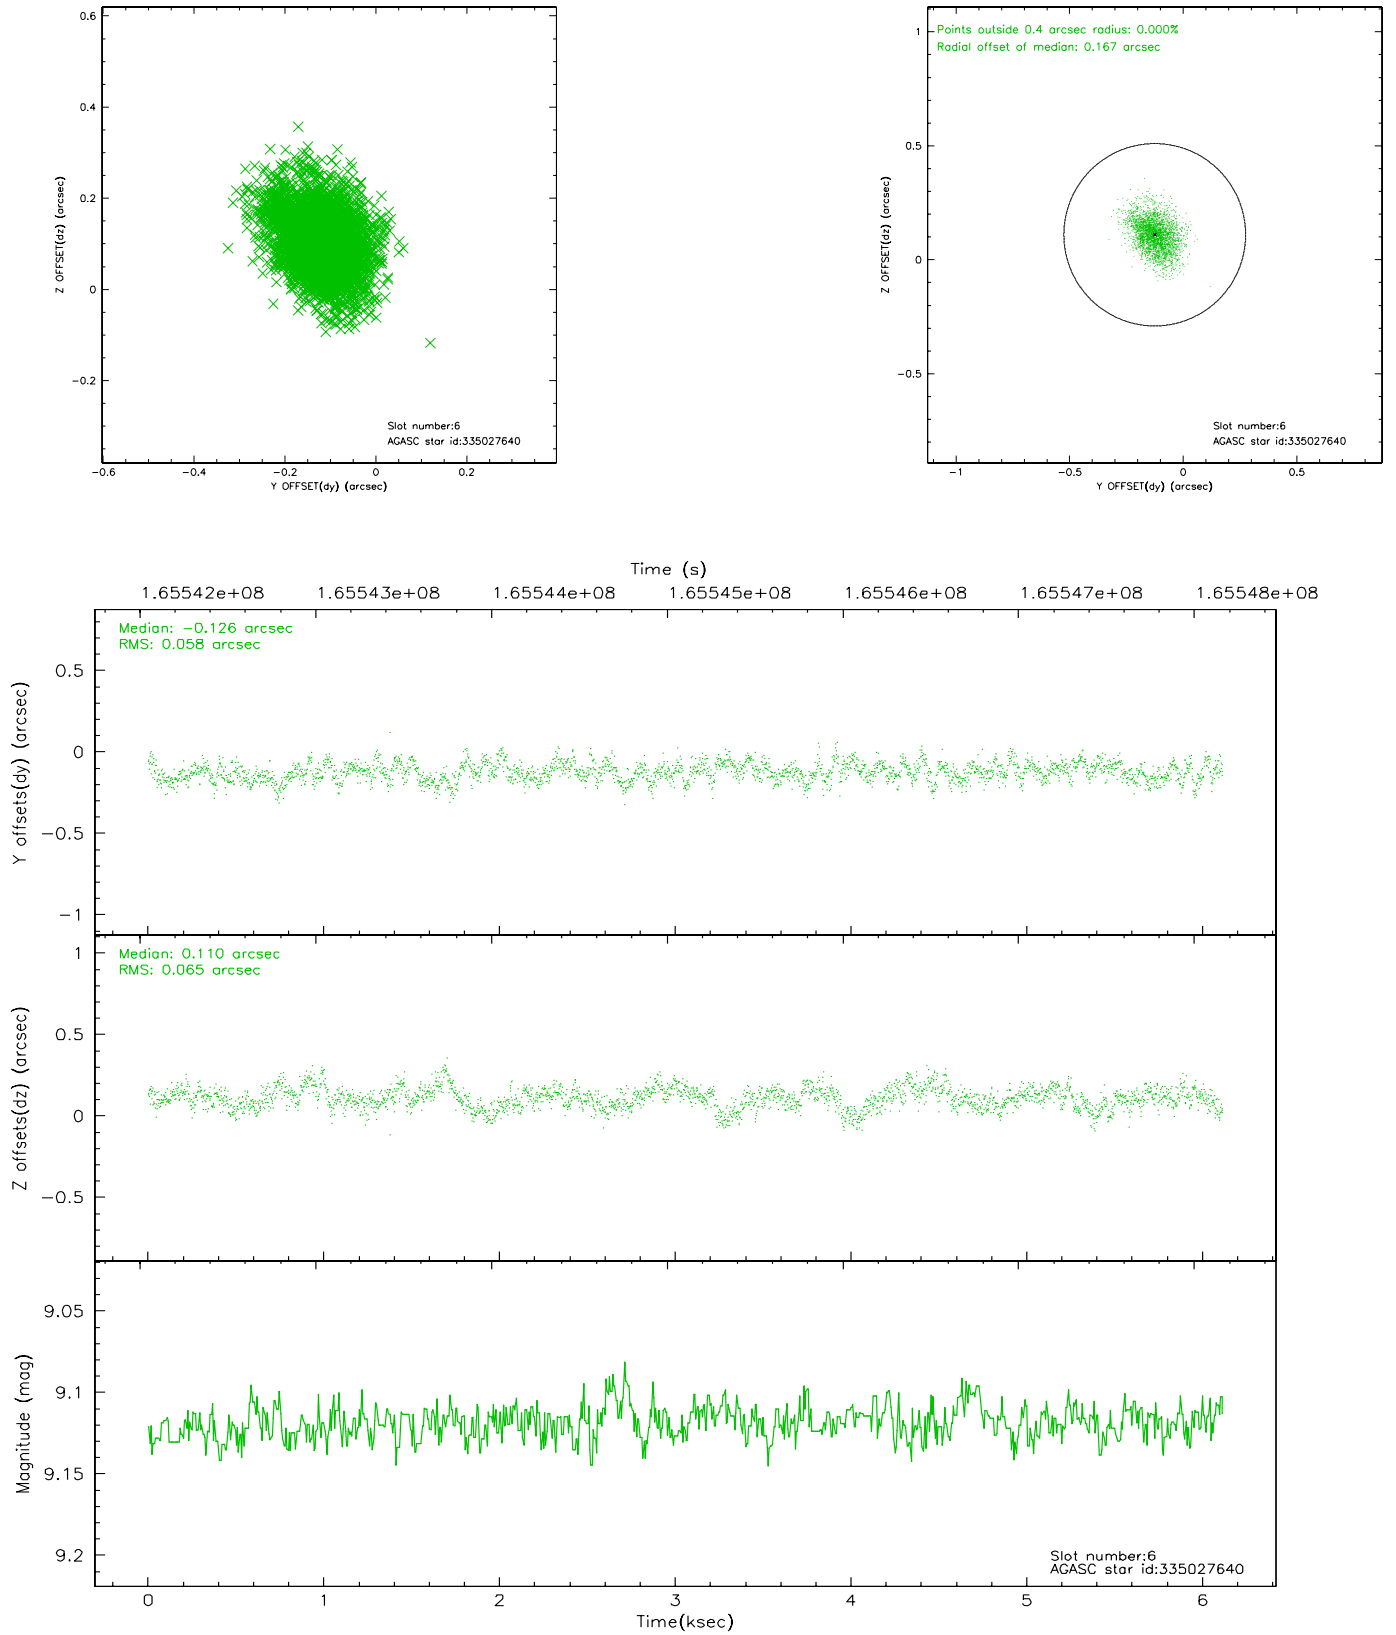 0.6
0.4
0.2
0
−0.2
Z OFFSET(dz) (arcsec)
Slot number:6
AGASC star id:335027640
−0.6
−0.4
−0.2
0
0.2
Y OFFSET(dy) (arcsec)
Points outside 0.4 arcsec radius: 0.000%
Radial offset of median: 0.167 arcsec
1
0.5
0
−0.5
Z OFFSET(dz) (arcsec)
Slot number:6
AGASC star id:335027640
−1
−0.5
0
0.5
Y OFFSET(dy) (arcsec)
Time (s)
1.65542e+08
1.65543e+08
1.65544e+08
1.65545e+08
1.65546e+08
1.65547e+08
1.65548e+08
Median: −0.126 arcsec
RMS: 0.058 arcsec
0.5
0
−0.5
−1
Y offsets(dy) (arcsec)
Median: 0.110 arcsec
RMS: 0.065 arcsec
1
0.5
0
−0.5
Z offsets(dz) (arcsec)
9.05
9.1
9.15
9.2
Magnitude (mag)
Slot number:6
AGASC star id:335027640
0
1
2
3
4
5
6
Time(ksec)